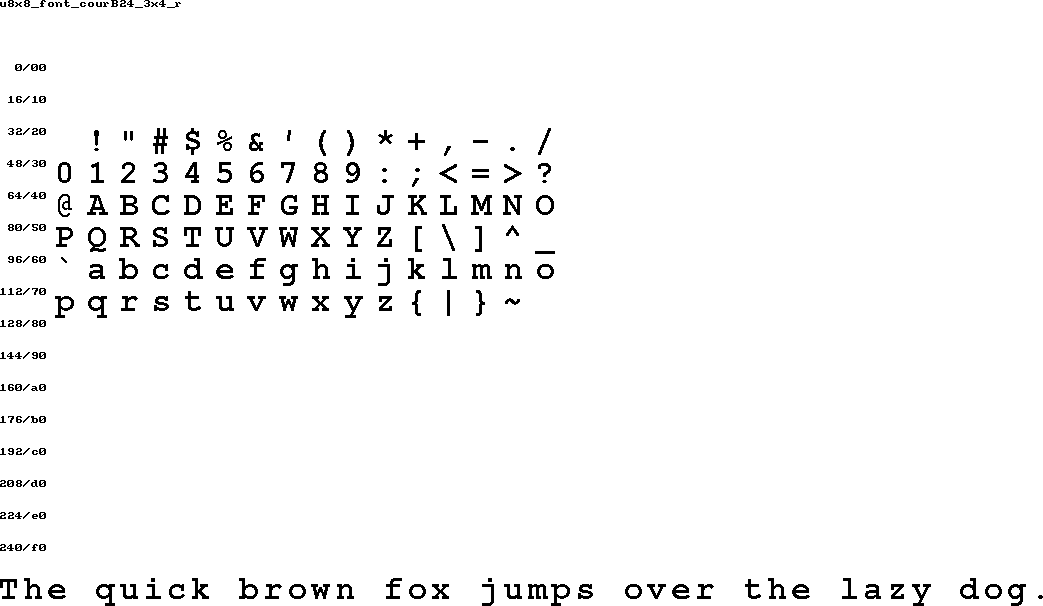 u8x8_font_courB24_3x4_r
0/00
16/10
32/20 ! " # $ % & ' ( ) * + , - . /
48/30 0 1 2 3 4 5 6 7 8 9 : ; < = > ?
64/40 @ A B C D E F G H I J K L M N O
80/50 P Q R S T U V W X Y Z [ \ ] ^ _
96/60 ` a b c d e f g h i j k l m n o
112/70 p q r s t u v w x y z { | } ~
128/80
144/90
160/a0
176/b0
192/c0
208/d0
224/e0
240/f0
The quick brown fox jumps over the lazy dog.